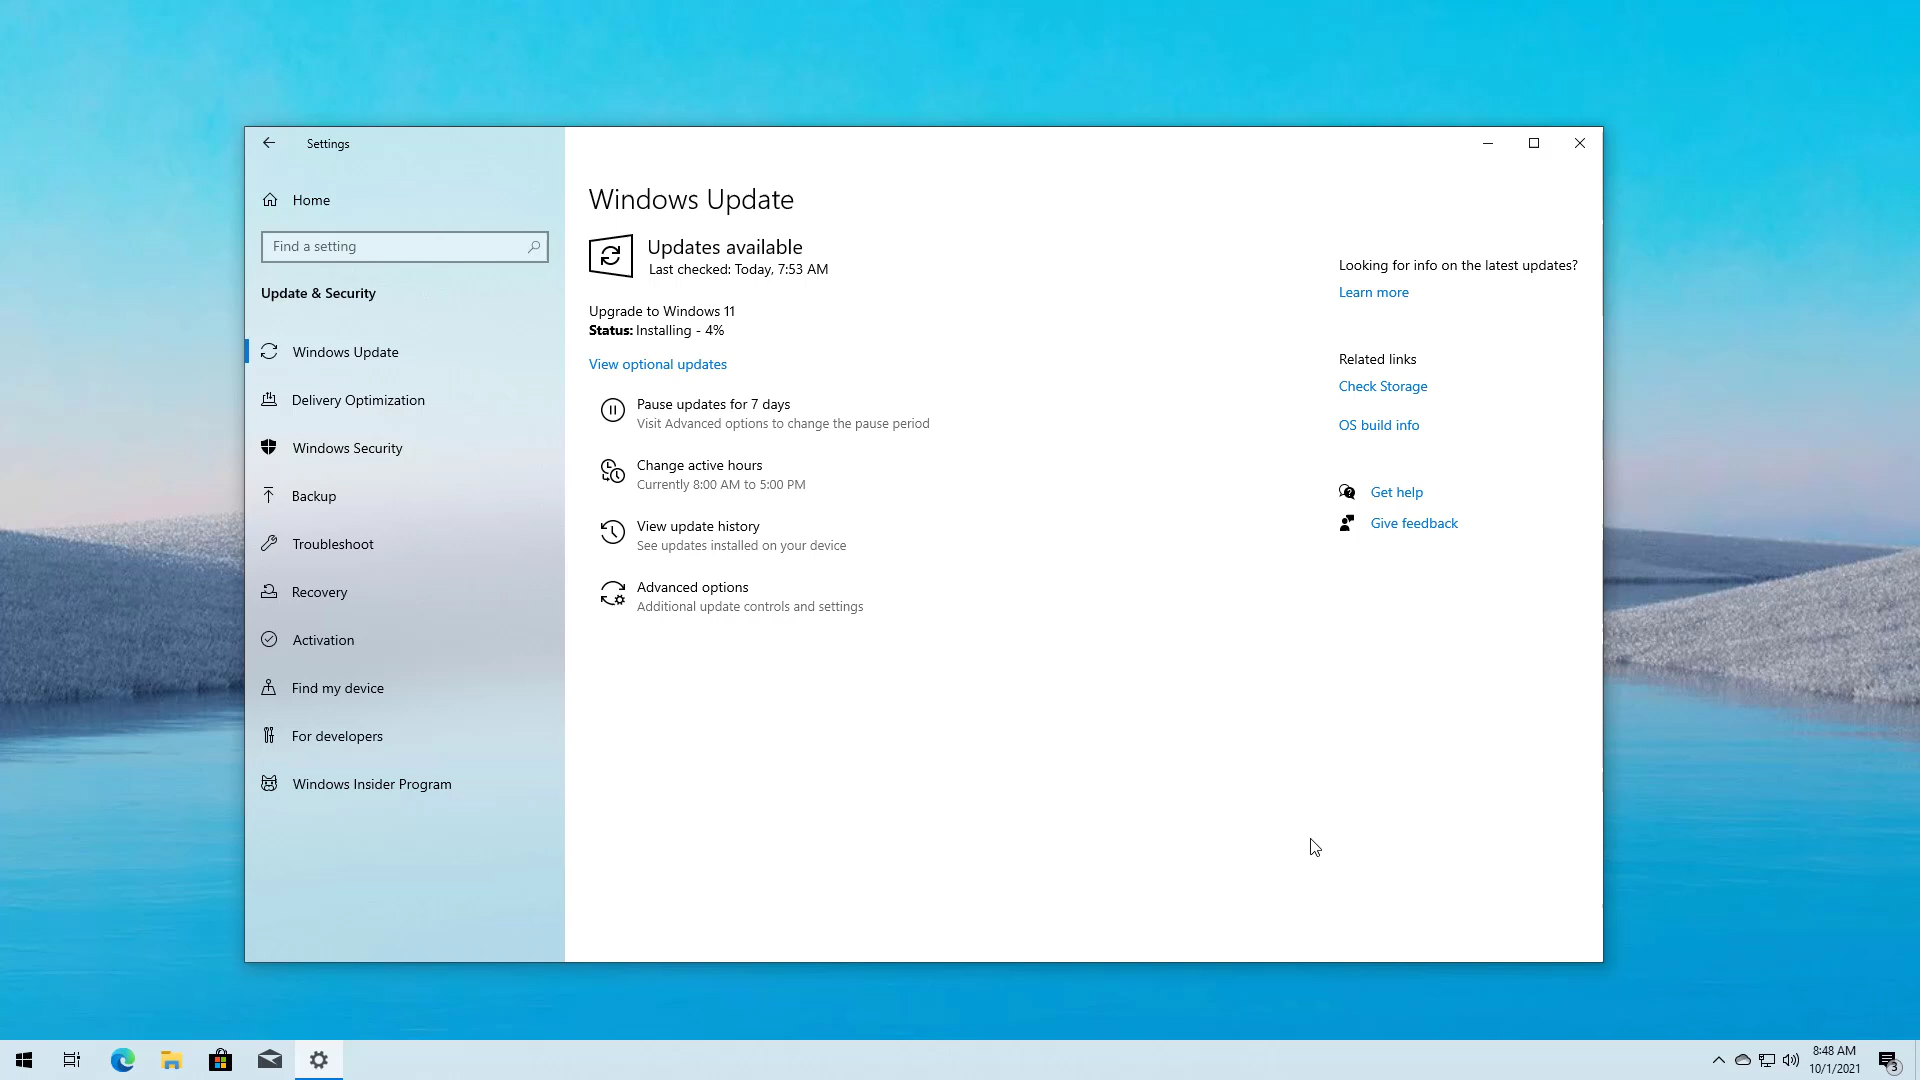 Settings
Home
Find a setting
Update & Security
Windows Update
Delivery Optimization
Windows Security
Backup
Troubleshoot
Recovery
Activation
Find my device
For developers
Windows Insider Program
Windows Update
Updates available
Last checked: Today, 7:53 AM
Upgrade to Windows 11
Status: Installing - 4%
View optional updates
Pause updates for 7 days
Visit Advanced options to change the pause period
Change active hours
Currently 8:00 AM to 5:00 PM
View update history
See updates installed on your device
Advanced options
Additional update controls and settings
Looking for info on the latest updates?
Learn more
Related links
Check Storage
OS build info
Get help
Give feedback
8:48 AM
10/1/2021
3